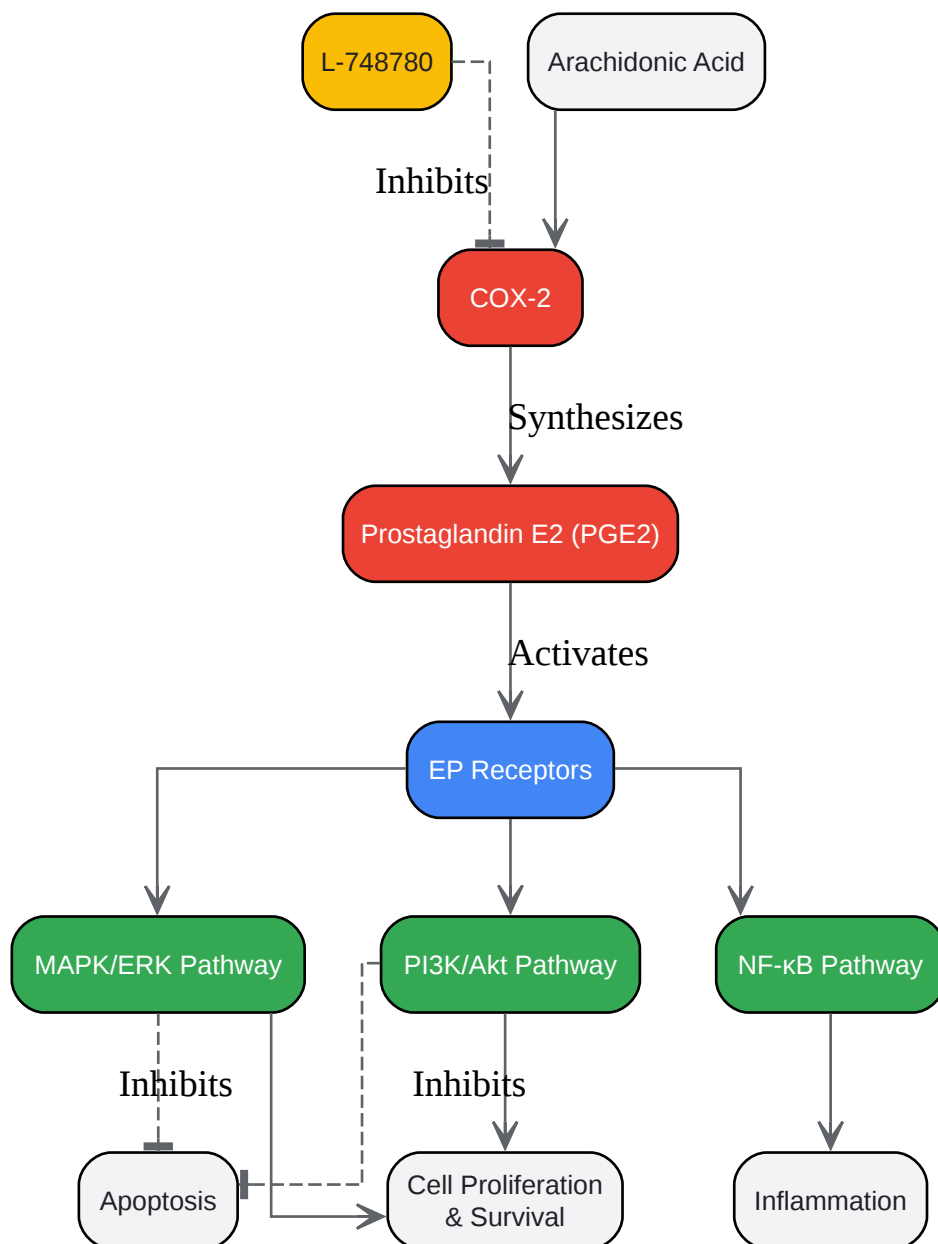 L-748780
Arachidonic Acid
Inhibits
COX-2
Synthesizes
Prostaglandin E2 (PGE2)
Activates
EP Receptors
MAPK/ERK Pathway
PI3K/Akt Pathway
NF-κB Pathway
Inhibits
Inhibits
Apoptosis
Cell Proliferation
& Survival
Inflammation